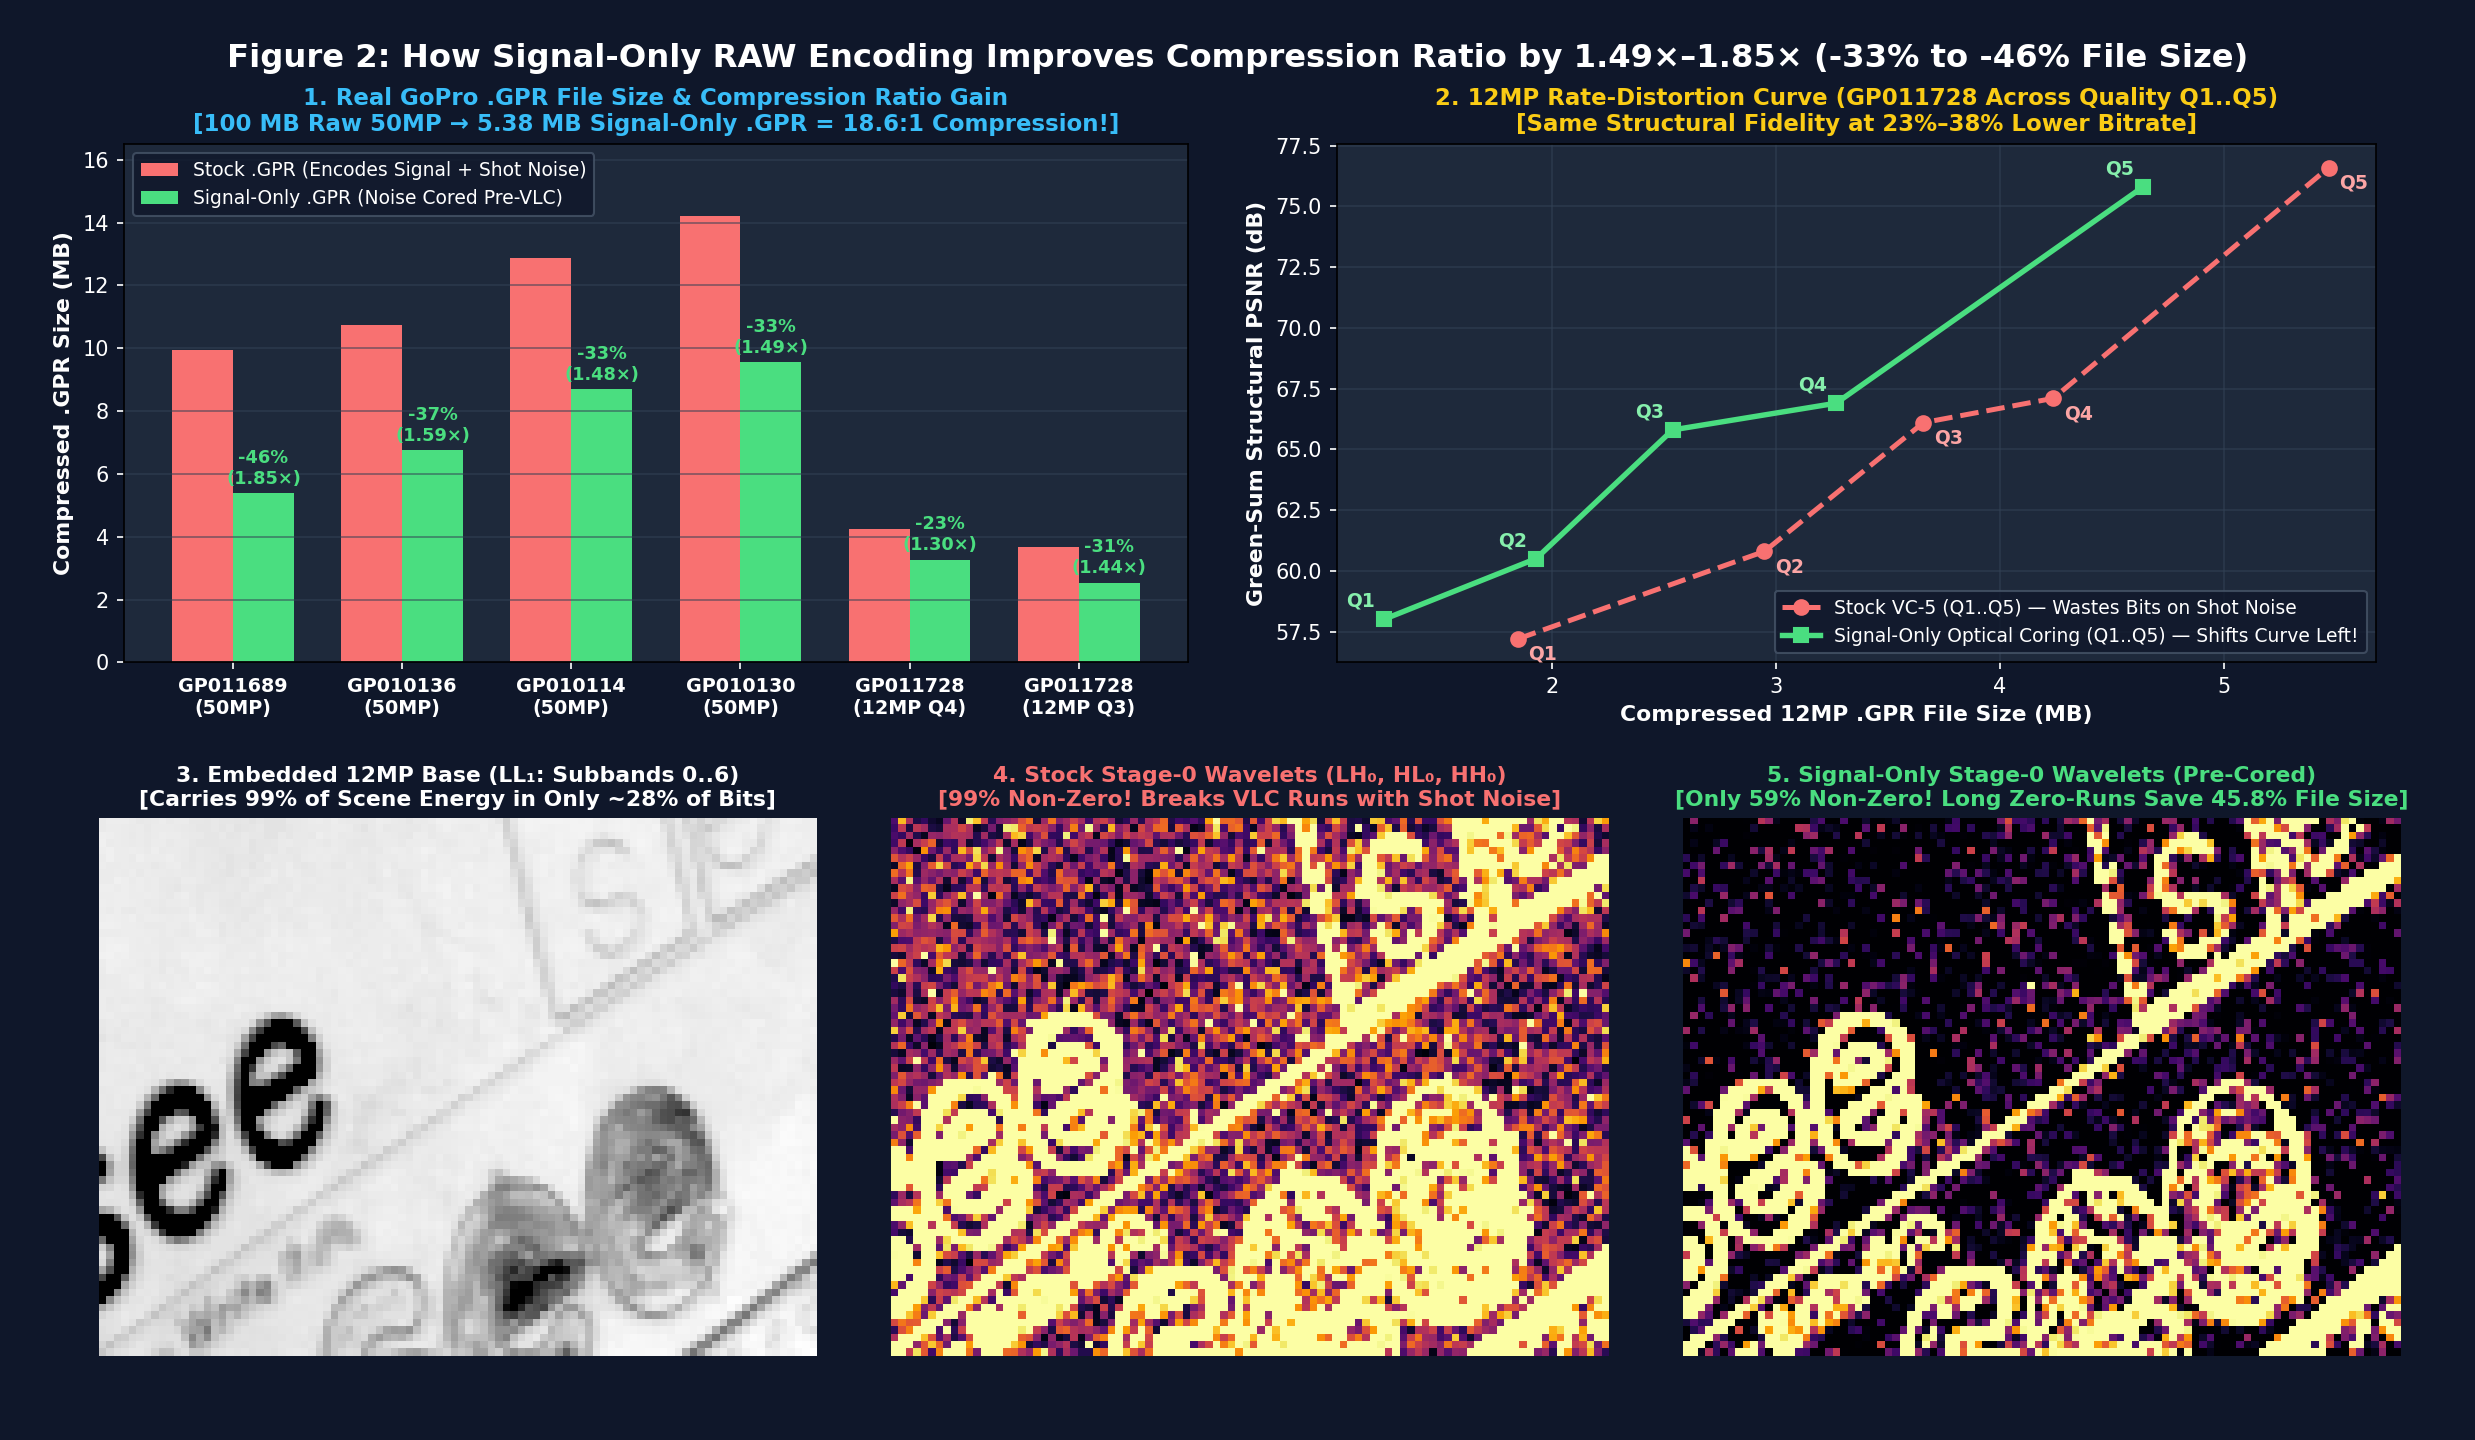 Figure 2: How Signal-Only RAW Encoding Improves Compression Ratio by 1.49×–1.85× (-33% to -46% File Size)
1. Real GoPro .GPR File Size & Compression Ratio Gain
[100 MB Raw 50MP → 5.38 MB Signal-Only .GPR = 18.6:1 Compression!]
Compressed .GPR Size (MB)
16
14
12
10
8
6
4
2
0
Stock .GPR (Encodes Signal + Shot Noise)
Signal-Only .GPR (Noise Cored Pre-VLC)
-46%
(1.85×)
-37%
(1.59×)
-33%
(1.48×)
-33%
(1.49×)
-23%
(1.30×)
-31%
(1.44×)
GP011689
(50MP)
GP010136
(50MP)
GP010114
(50MP)
GP010130
(50MP)
GP011728
(12MP Q4)
GP011728
(12MP Q3)
2. 12MP Rate-Distortion Curve (GP011728 Across Quality Q1..Q5)
[Same Structural Fidelity at 23%–38% Lower Bitrate]
Green-Sum Structural PSNR (dB)
77.5
75.0
72.5
70.0
67.5
65.0
62.5
60.0
57.5
Q1
Q2
Q3
Q4
Q5
Q1
Q2
Q3
Q4
Q5
Stock VC-5 (Q1..Q5) — Wastes Bits on Shot Noise
Signal-Only Optical Coring (Q1..Q5) — Shifts Curve Left!
2
3
4
5
Compressed 12MP .GPR File Size (MB)
3. Embedded 12MP Base (LL₁: Subbands 0..6)
[Carries 99% of Scene Energy in Only ~28% of Bits]
ee
S
4. Stock Stage-0 Wavelets (LH₀, HL₀, HH₀)
[99% Non-Zero! Breaks VLC Runs with Shot Noise]
ee
S
5. Signal-Only Stage-0 Wavelets (Pre-Cored)
[Only 59% Non-Zero! Long Zero-Runs Save 45.8% File Size]
ee
S